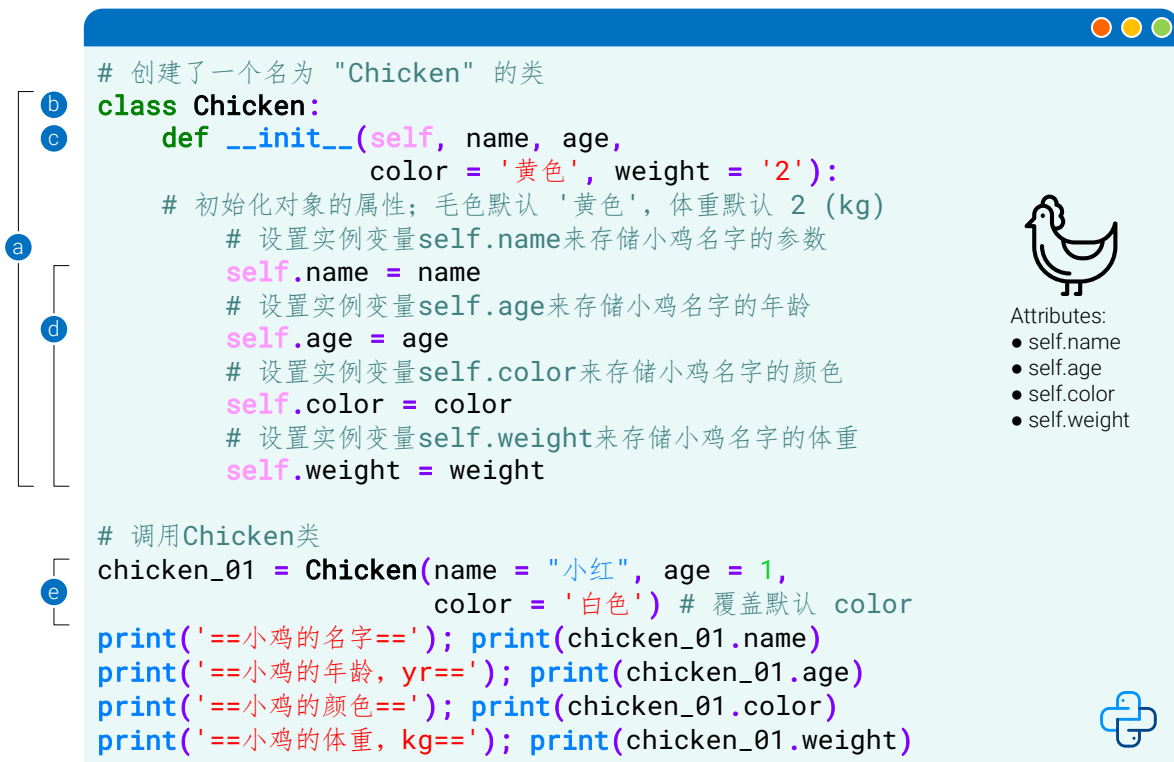 # 创建了一个名为 "Chicken" 的类
b class Chicken:
c def __init__(self, name, age,
color = '黄色', weight = '2'):
# 初始化对象的属性; 毛色默认 '黄色', 体重默认 2 (kg)
a # 设置实例变量self.name来存储小鸡名字的参数
self.name = name
# 设置实例变量self.age来存储小鸡名字的年龄
d self.age = age
# 设置实例变量self.color来存储小鸡名字的颜色
self.color = color
# 设置实例变量self.weight来存储小鸡名字的体重
self.weight = weight
Attributes:
● self.name
● self.age
● self.color
● self.weight
# 调用Chicken类
e chicken_01 = Chicken(name = "小红", age = 1,
color = '白色') # 覆盖默认 color
print('==小鸡的名字=='); print(chicken_01.name)
print('==小鸡的年龄, yr=='); print(chicken_01.age)
print('==小鸡的颜色=='); print(chicken_01.color)
print('==小鸡的体重, kg=='); print(chicken_01.weight)